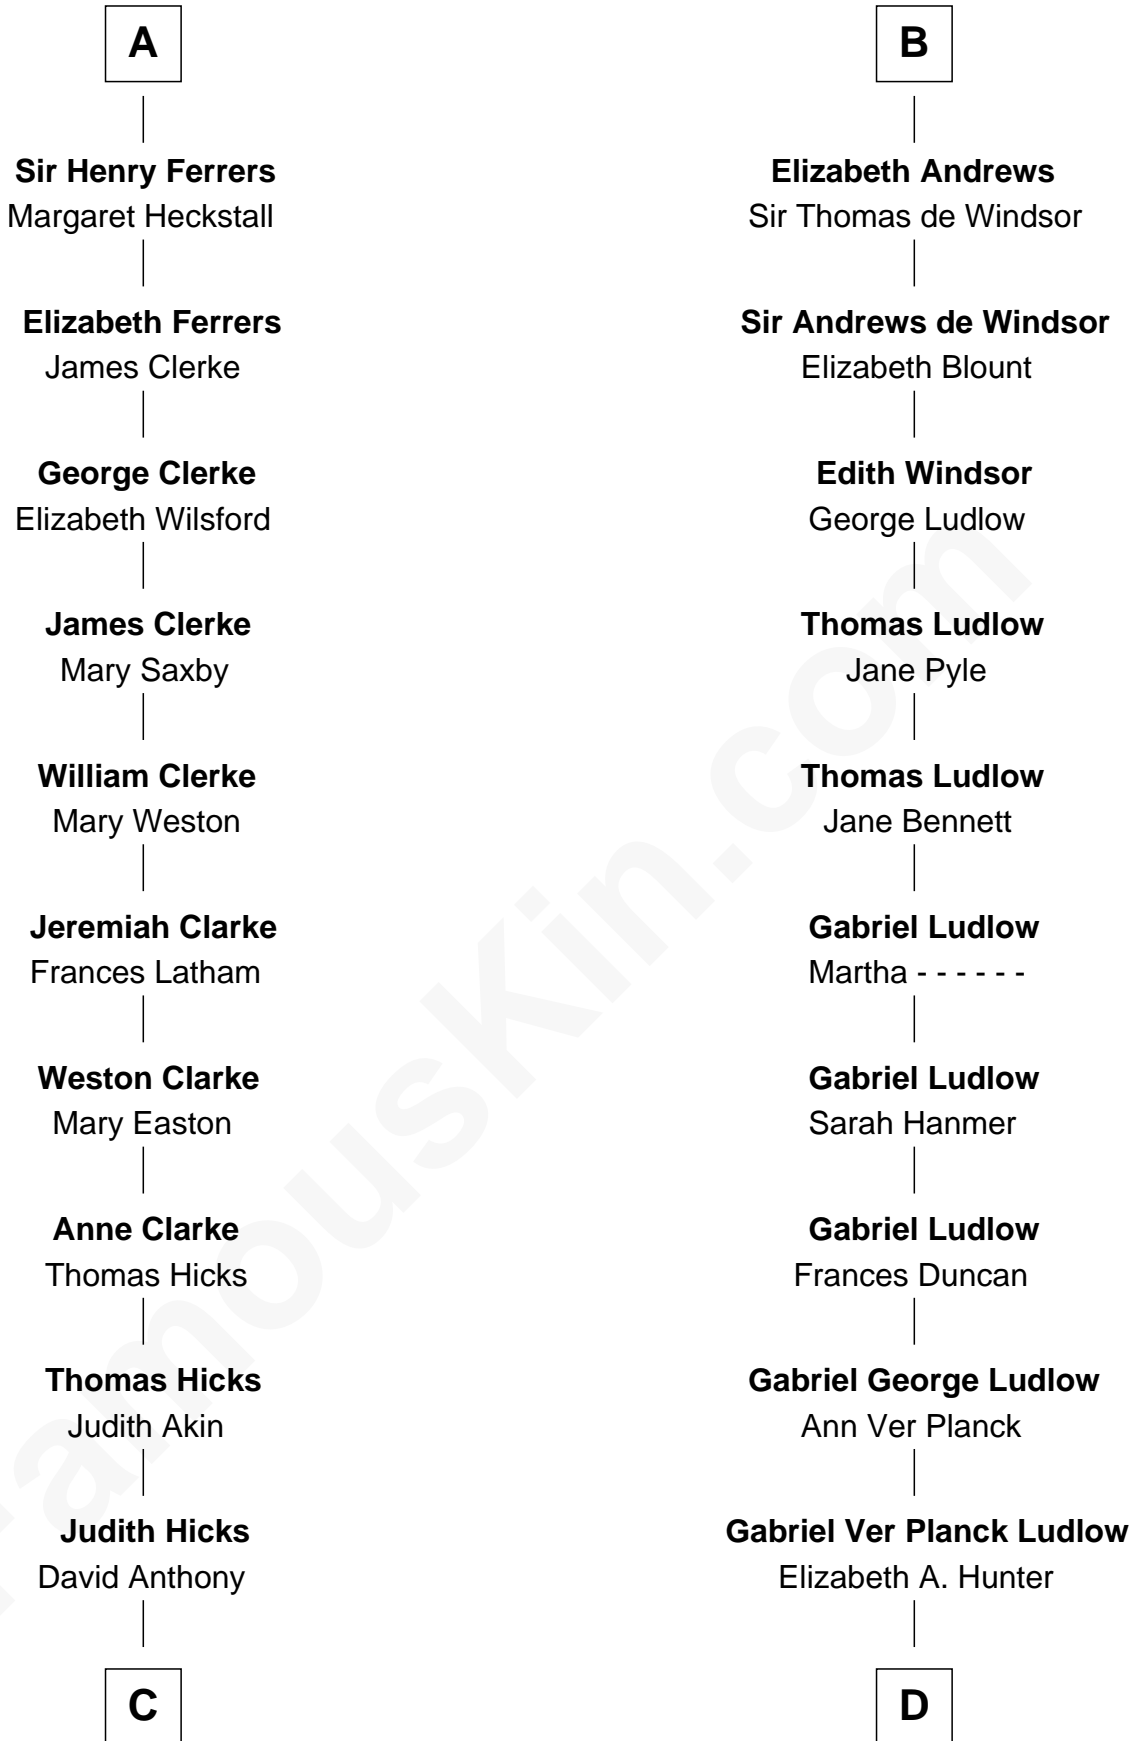 A
Sir Henry Ferrers
Margaret Heckstall
Elizabeth Ferrers
James Clerke
George Clerke
Elizabeth Wilsford
James Clerke
Mary Saxby
William Clerke
Mary Weston
Jeremiah Clarke
Frances Latham
Weston Clarke
Mary Easton
Anne Clarke
Thomas Hicks
Thomas Hicks
Judith Akin
Judith Hicks
David Anthony
C
B
Elizabeth Andrews
Sir Thomas de Windsor
Sir Andrews de Windsor
Elizabeth Blount
Edith Windsor
George Ludlow
Thomas Ludlow
Jane Pyle
Thomas Ludlow
Jane Bennett
Gabriel Ludlow
Martha - - - - - -
Gabriel Ludlow
Sarah Hanmer
Gabriel Ludlow
Frances Duncan
Gabriel George Ludlow
Ann Ver Planck
Gabriel Ver Planck Ludlow
Elizabeth A. Hunter
D
FamousKin.com